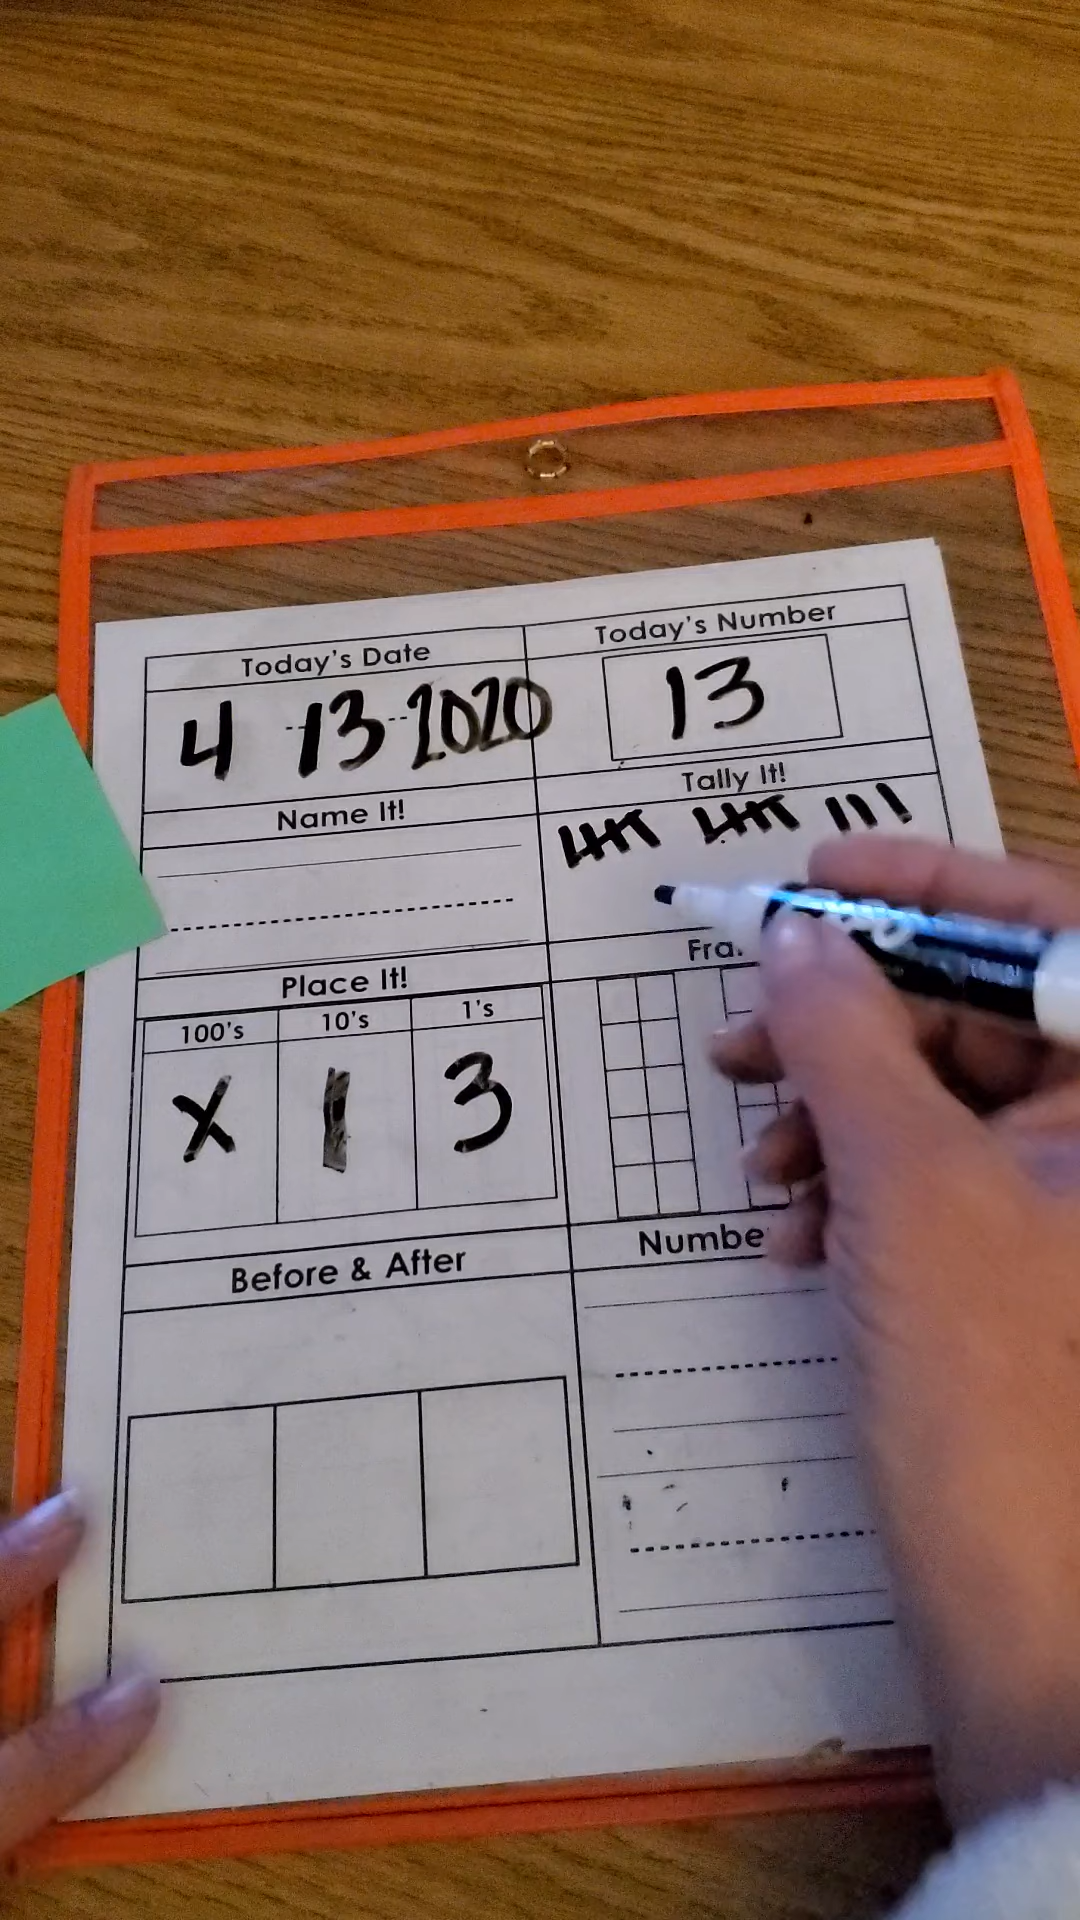 Today's Date
4 13 2020
Today's Number
13
Name It!
Tally It!
Place It!
100's 10's 1's
X 1 3
Before & After